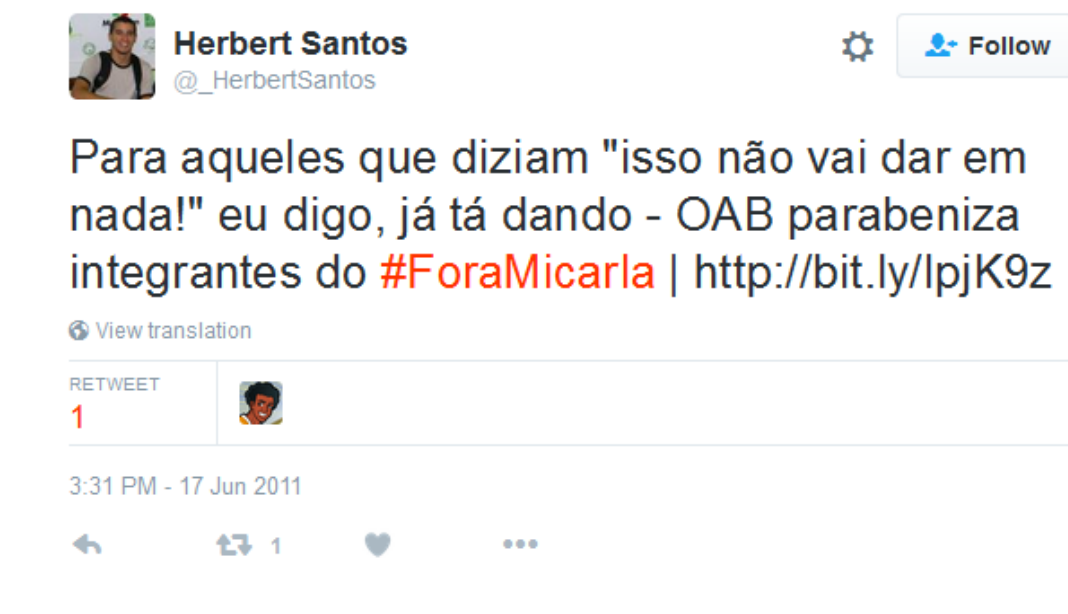 Herbert Santos
@_HerbertSantos
Follow
Para aqueles que diziam "isso não vai dar em
nada!" eu digo, já tá dando - OAB parabeniza
integrantes do #ForaMicarla | http://bit.ly/lpjK9z
View translation
RETWEET
1
3:31 PM - 17 Jun 2011
1